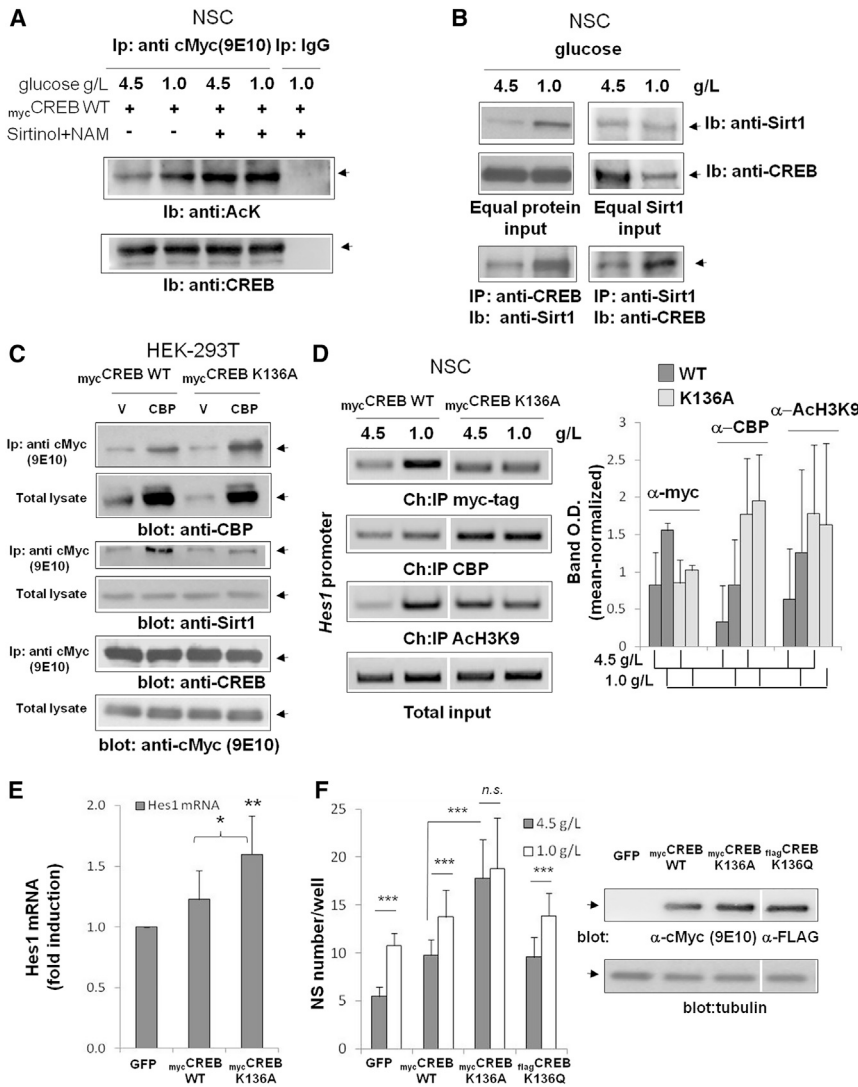 A
NSC
Ip: anti cMyc(9E10) Ip: IgG
glucose g/L 4.5 1.0 4.5 1.0 1.0
mycCREB WT + + + + +
Sirtinol+NAM - - + + +
Ib: anti:AcK
Ib: anti:CREB
B
NSC
glucose
4.5 1.0 4.5 1.0 g/L
Ib: anti-Sirt1
Ib: anti-CREB
Equal protein input
Equal Sirt1 input
IP: anti-CREB
Ib: anti-Sirt1
IP: anti-Sirt1
Ib: anti-CREB
C
HEK-293T
mycCREB WT mycCREB K136A
V CBP V CBP
Ip: anti cMyc
(9E10)
Total lysate
blot: anti-CBP
Ip: anti cMyc
(9E10)
Total lysate
blot: anti-Sirt1
Ip: anti cMyc
(9E10)
blot: anti-CREB
Total lysate
blot: anti-cMyc (9E10)
D
NSC
mycCREB WT mycCREB K136A
4.5 1.0 4.5 1.0 g/L
Hes1 promoter
Ch:IP myc-tag
Ch:IP CBP
Ch:IP AcH3K9
Total input
WT
K136A
α-AcH3K9
α-CBP
α-myc
Band O.D.
(mean-normalized)
2
1.5
1
0.5
0
4.5 g/L
1.0 g/L
E
Hes1 mRNA
**
*
Hes1 mRNA
(fold induction)
2.0
1.5
1.0
0.5
0.0
GFP
mycCREB
WT
mycCREB
K136A
F
n.s.
***
***
***
***
4.5 g/L
1.0 g/L
NS number/well
25
20
15
10
5
0
GFP
mycCREB
WT
mycCREB
K136A
flagCREB
K136Q
GFP
mycCREB
WT
mycCREB
K136A
flagCREB
K136Q
blot: α-cMyc (9E10) α-FLAG
blot:tubulin